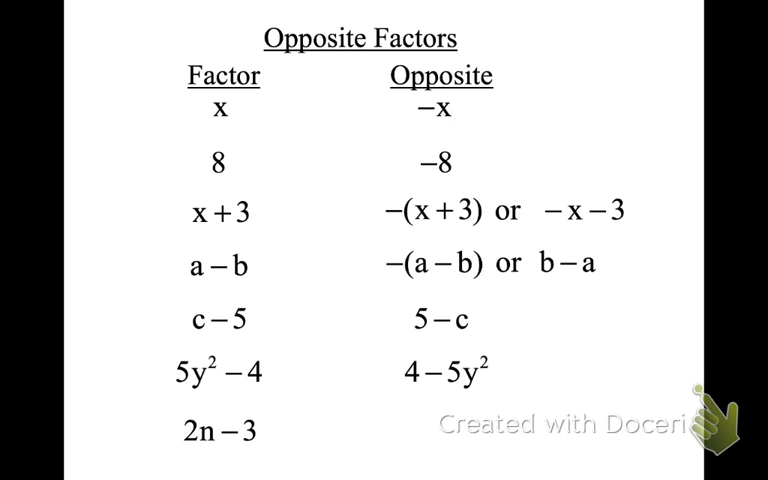 Opposite Factors
Factor Opposite
x −x
8 −8
x + 3 −(x + 3) or −x − 3
a − b −(a − b) or b − a
c − 5 5 − c
5y² − 4 4 − 5y²
2n − 3
Created with Doceri